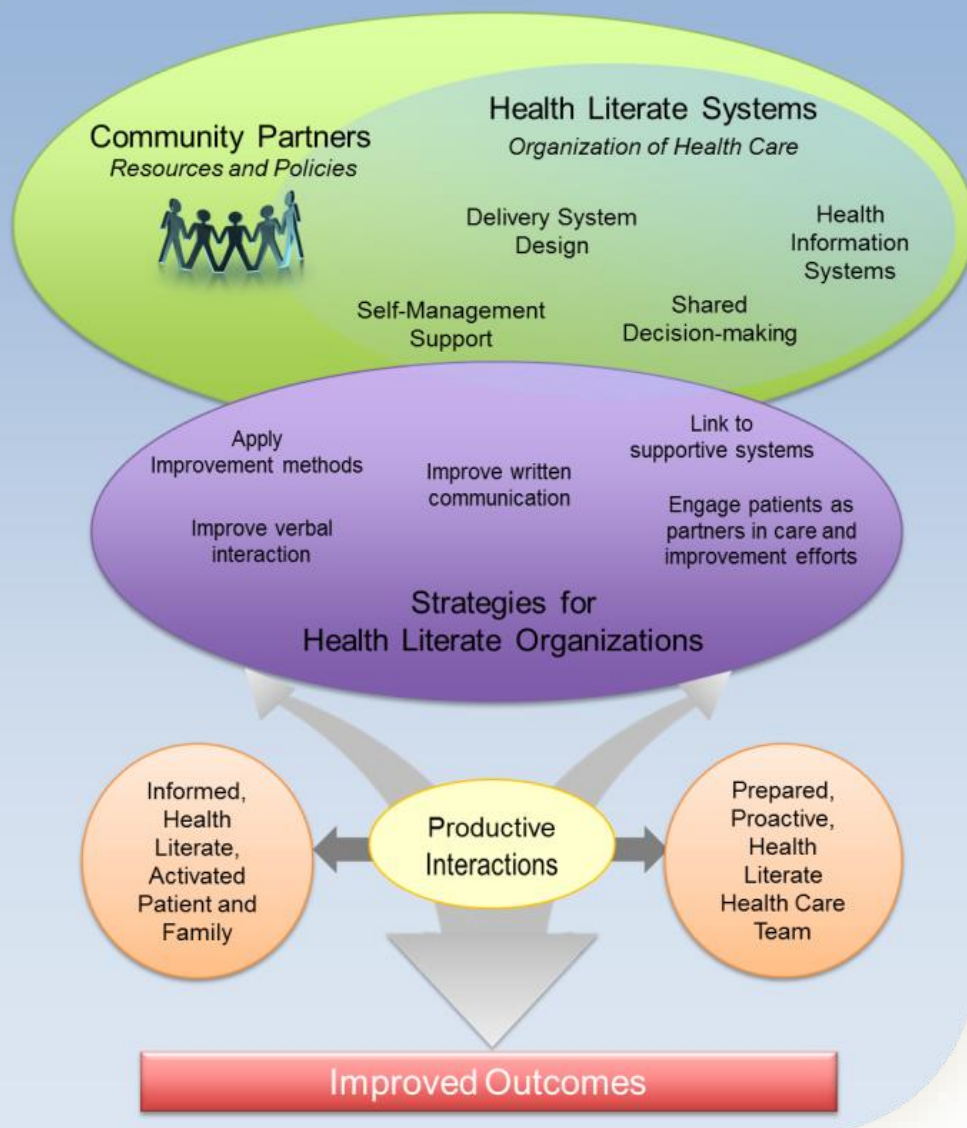 Community Partners
Resources and Policies
Health Literate Systems
Organization of Health Care
Delivery System
Design
Health
Information
Systems
Self-Management
Support
Shared
Decision-making
Apply
Improvement methods
Improve written
communication
Link to
supportive systems
Improve verbal
interaction
Engage patients as
partners in care and
improvement efforts
Strategies for
Health Literate Organizations
Informed,
Health
Literate,
Activated
Patient and
Family
Productive
Interactions
Prepared,
Proactive,
Health
Literate
Health Care
Team
Improved Outcomes